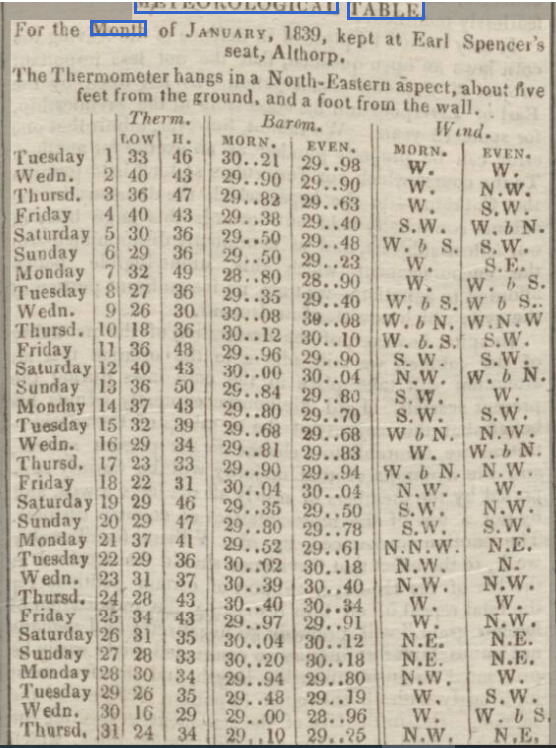 METEOROLOGICAL TABLE
For the Month of JANUARY, 1839, kept at Earl Spencer's
seat, Althorp.
The Thermometer hangs in a North-Eastern aspect, about five
feet from the ground, and a foot from the wall.
Therm. Barom. Wind.
LOW H. MORN. EVEN. MORN. EVEN.
Tuesday 1 33 46 30..21 29..98 W. W.
Wedn. 2 40 43 29..90 29..90 W. N.W.
Thursd. 3 36 47 29..82 29..63 W. S.W.
Friday 4 40 43 29..38 29..40 S.W. W. b N.
Saturday 5 30 36 29..50 29..48 W. b S. S.W.
Sunday 6 29 36 29..50 29..23 W. S.E.
Monday 7 32 49 28..80 28..90 W. W. b S.
Tuesday 8 27 36 29..35 29..40 W. b S. W b S..
Wedn. 9 26 30 30..08 30..08 W. b N. W.N.W
Thursd. 10 18 36 30..12 30..10 W. b.S. S.W.
Friday 11 36 48 29..96 29..90 S.W. S.W.
Saturday 12 40 43 30..00 30..04 N.W. W. b N.
Sunday 13 36 50 29..84 29..80 S.W. W.
Monday 14 37 43 29..80 29..70 S.W. S.W.
Tuesday 15 32 39 29..68 29..68 W b N. N.W.
Wedn. 16 29 34 29..81 29..83 W. W. b N.
Thursd. 17 23 33 29..90 29..94 W. b N. N.W.
Friday 18 22 31 30..04 30..04 N.W. W.
Saturday 19 29 46 29..35 29..50 S.W. N.W.
Sunday 20 29 47 29..80 29..78 S.W. S.W.
Monday 21 37 41 29..52 29..61 N.N.W. N.E.
Tuesday 22 29 36 30..02 30..18 N.W. N.
Wedn. 23 31 37 30..39 30..40 N.W. N.W.
Thursd. 24 28 43 30..40 30..34 W. W.
Friday 25 34 43 29..97 29..91 W. N.W.
Saturday 26 31 35 30..04 30..12 N.E. N.E.
Sunday 27 28 33 30..20 30..18 N.E. N.E.
Monday 28 30 34 29..94 29..80 N.W. W.
Tuesday 29 26 35 29..48 29..19 W. S.W.
Wedn. 30 16 29 29..00 28..96 W. W. b S.
Thursd. 31 24 34 29..10 29..25 N.W. N.E.